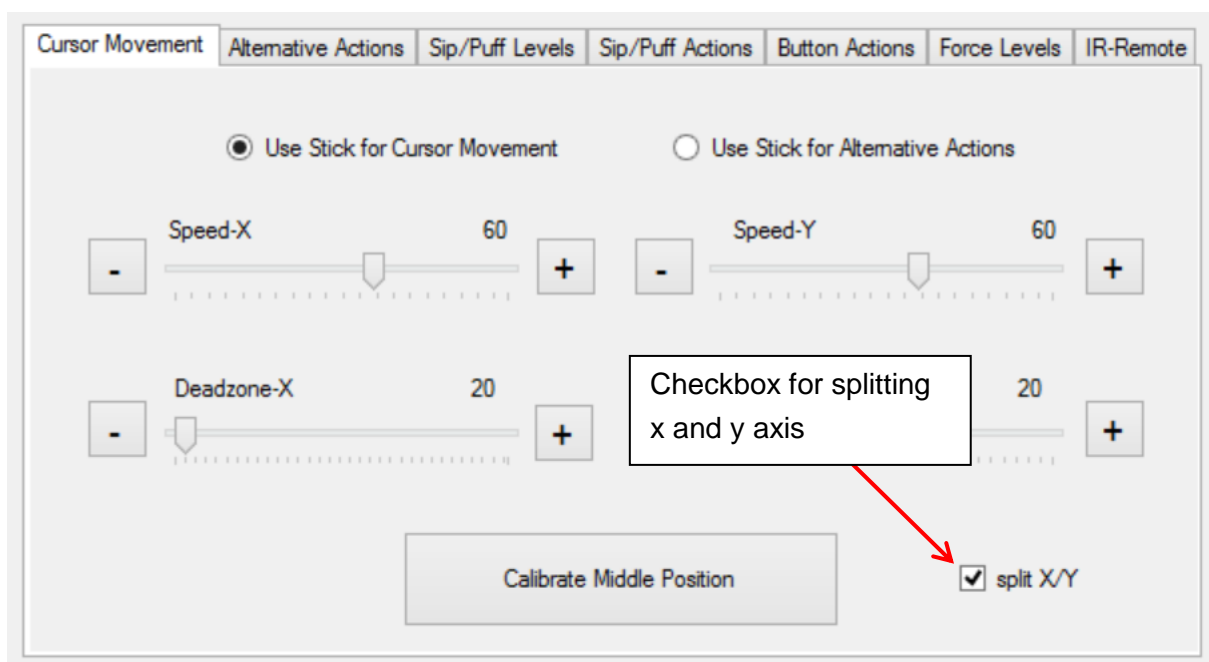 Cursor Movement Alternative Actions Sip/Puff Levels Sip/Puff Actions Button Actions Force Levels IR-Remote
Use Stick for Cursor Movement Use Stick for Alternative Actions
Speed-X 60 Speed-Y 60
- + - +
Deadzone-X 20 20
- + +
Checkbox for splitting
x and y axis
Calibrate Middle Position split X/Y